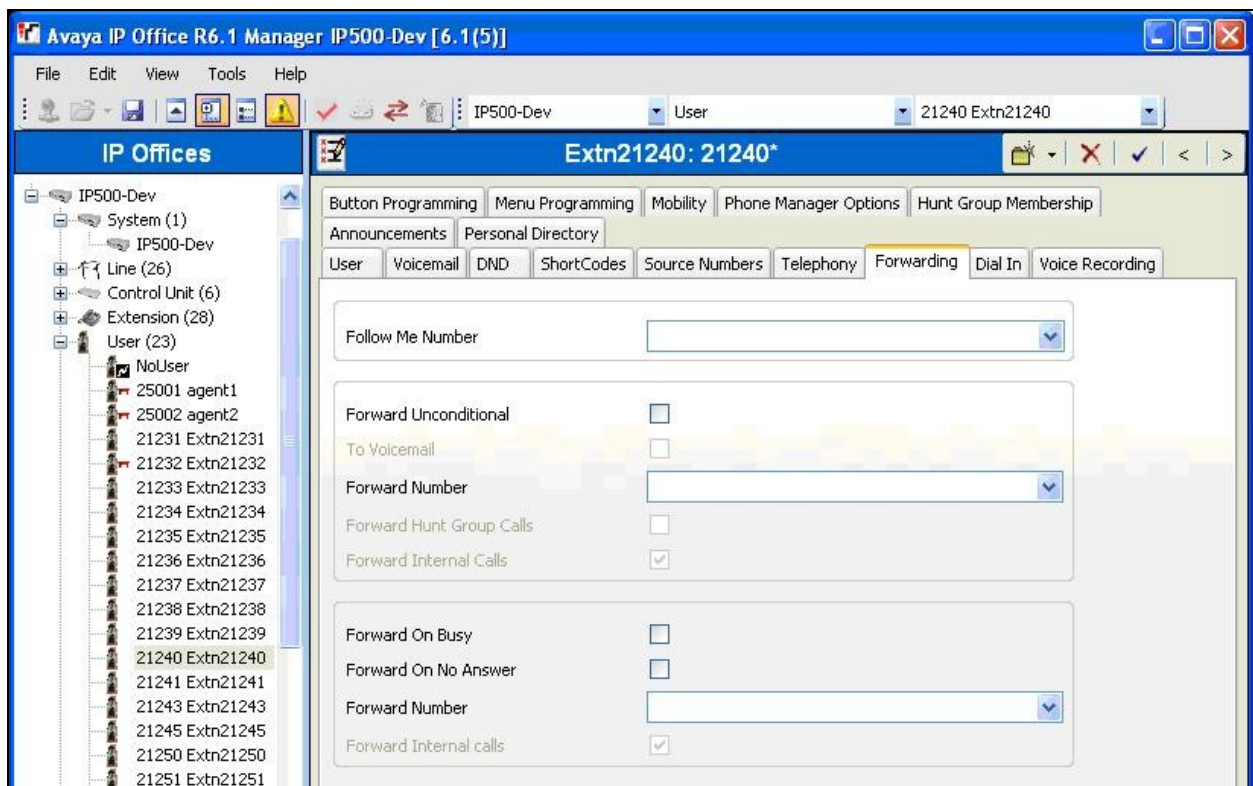 Avaya IP Office R6.1 Manager IP500-Dev [6.1(5)]
File Edit View Tools Help
IP500-Dev User 21240 Extn21240
IP Offices
IP500-Dev
System (1)
IP500-Dev
Line (26)
Control Unit (6)
Extension (28)
User (23)
NoUser
25001 agent1
25002 agent2
21231 Extn21231
21232 Extn21232
21233 Extn21233
21234 Extn21234
21235 Extn21235
21236 Extn21236
21237 Extn21237
21238 Extn21238
21239 Extn21239
21240 Extn21240
21241 Extn21241
21243 Extn21243
21245 Extn21245
21250 Extn21250
21251 Extn21251
Extn21240: 21240*
Button Programming Menu Programming Mobility Phone Manager Options Hunt Group Membership
Announcements Personal Directory
User Voicemail DND ShortCodes Source Numbers Telephony Forwarding Dial In Voice Recording
Follow Me Number
Forward Unconditional
To Voicemail
Forward Number
Forward Hunt Group Calls
Forward Internal Calls
Forward On Busy
Forward On No Answer
Forward Number
Forward Internal calls